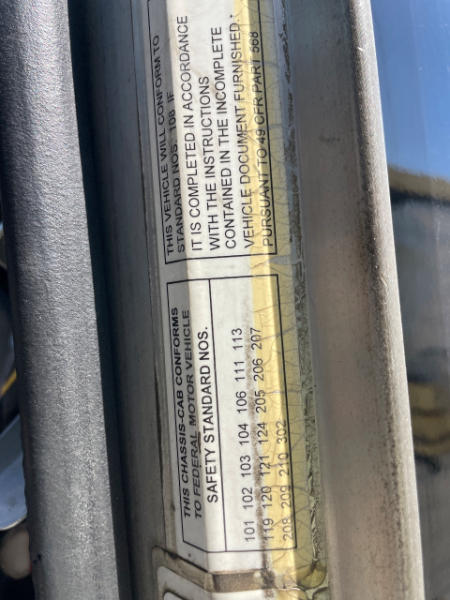 THIS CHASSIS-CAB CONFORMS
TO FEDERAL MOTOR VEHICLE
SAFETY STANDARD NOS.
101 102 103 104 106 111 113
119 120 121 124 205 206 207
208 209 210 302
THIS VEHICLE WILL CONFORM TO
STANDARD NOS. 108 IF
IT IS COMPLETED IN ACCORDANCE
WITH THE INSTRUCTIONS
CONTAINED IN THE INCOMPLETE
VEHICLE DOCUMENT FURNISHED
PURSUANT TO 49 CFR PART 568